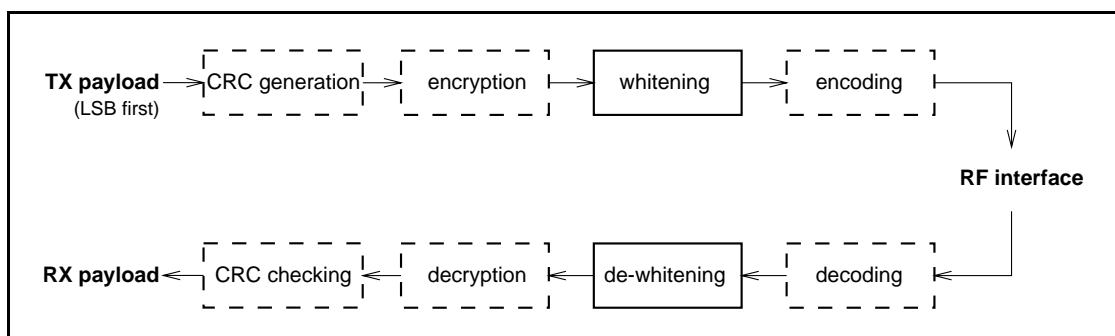 TX payload
(LSB first)
CRC generation
encryption
whitening
encoding
RF interface
RX payload
CRC checking
decryption
de-whitening
decoding